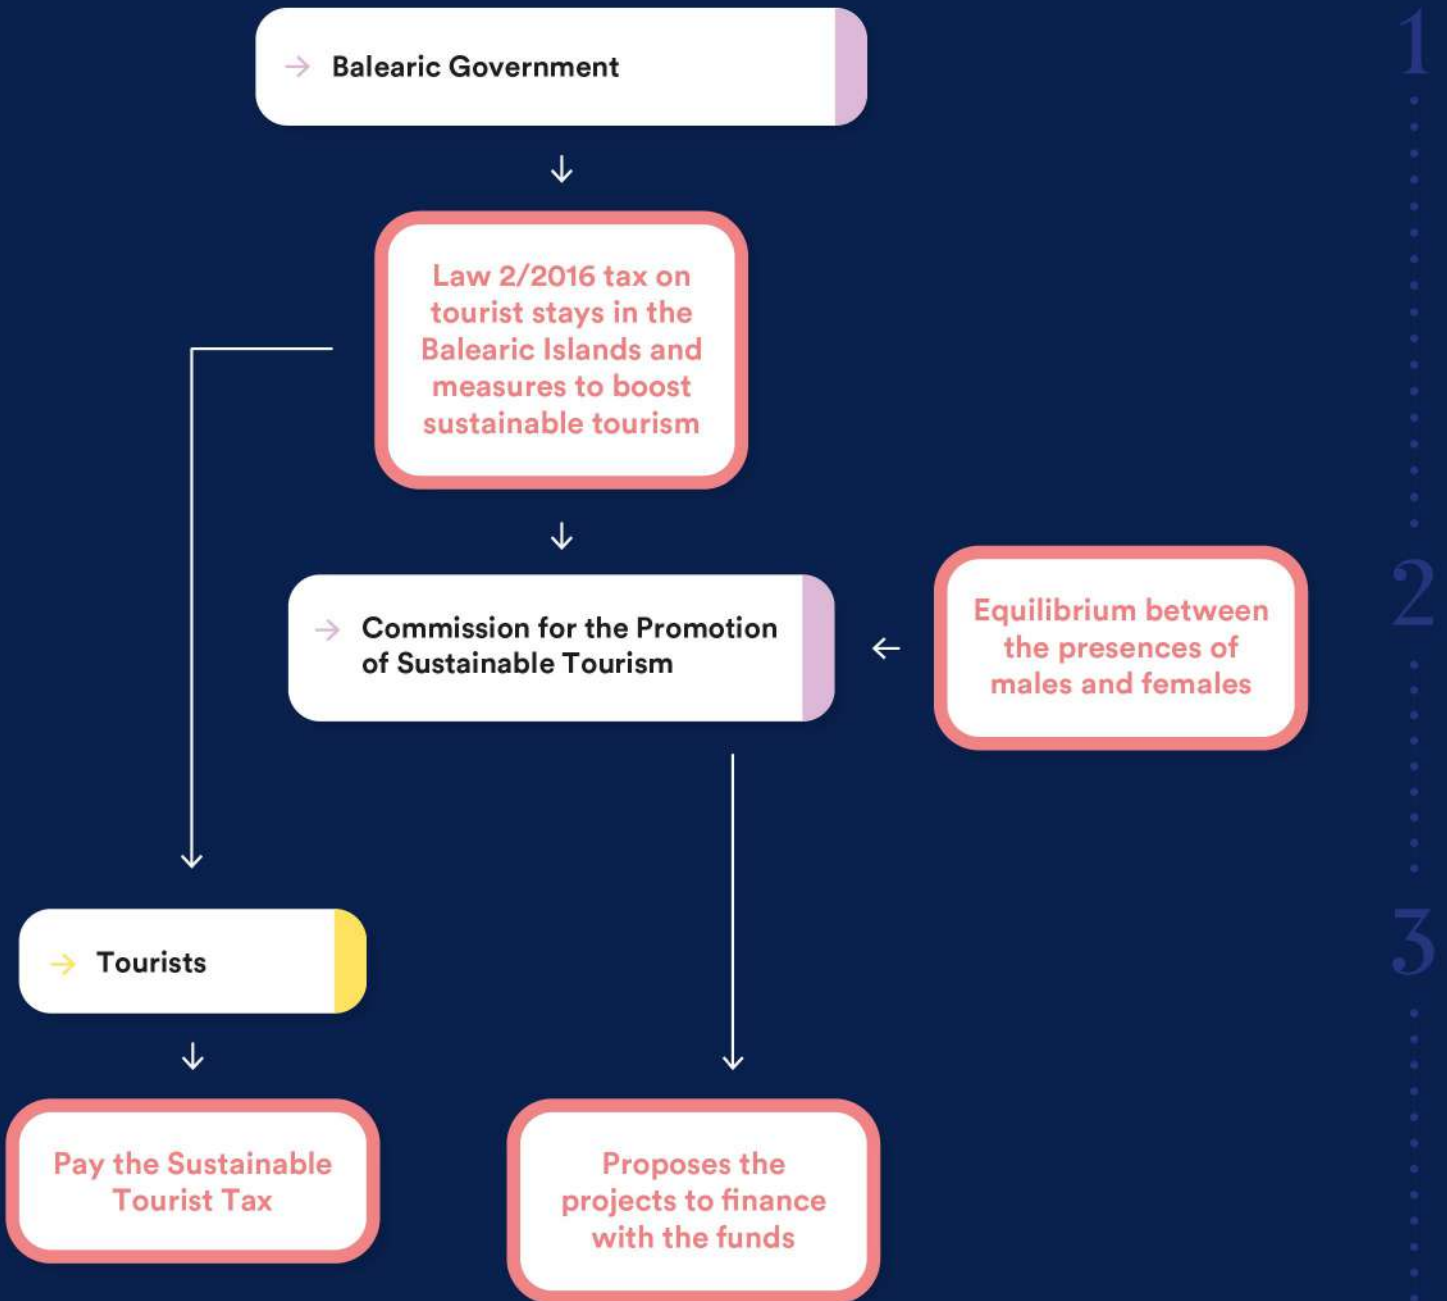 Balearic Government
1
Law 2/2016 tax on
tourist stays in the
Balearic Islands and
measures to boost
sustainable tourism
Commission for the Promotion
of Sustainable Tourism
Equilibrium between
the presences of
males and females
2
Tourists
3
Pay the Sustainable
Tourist Tax
Proposes the
projects to finance
with the funds